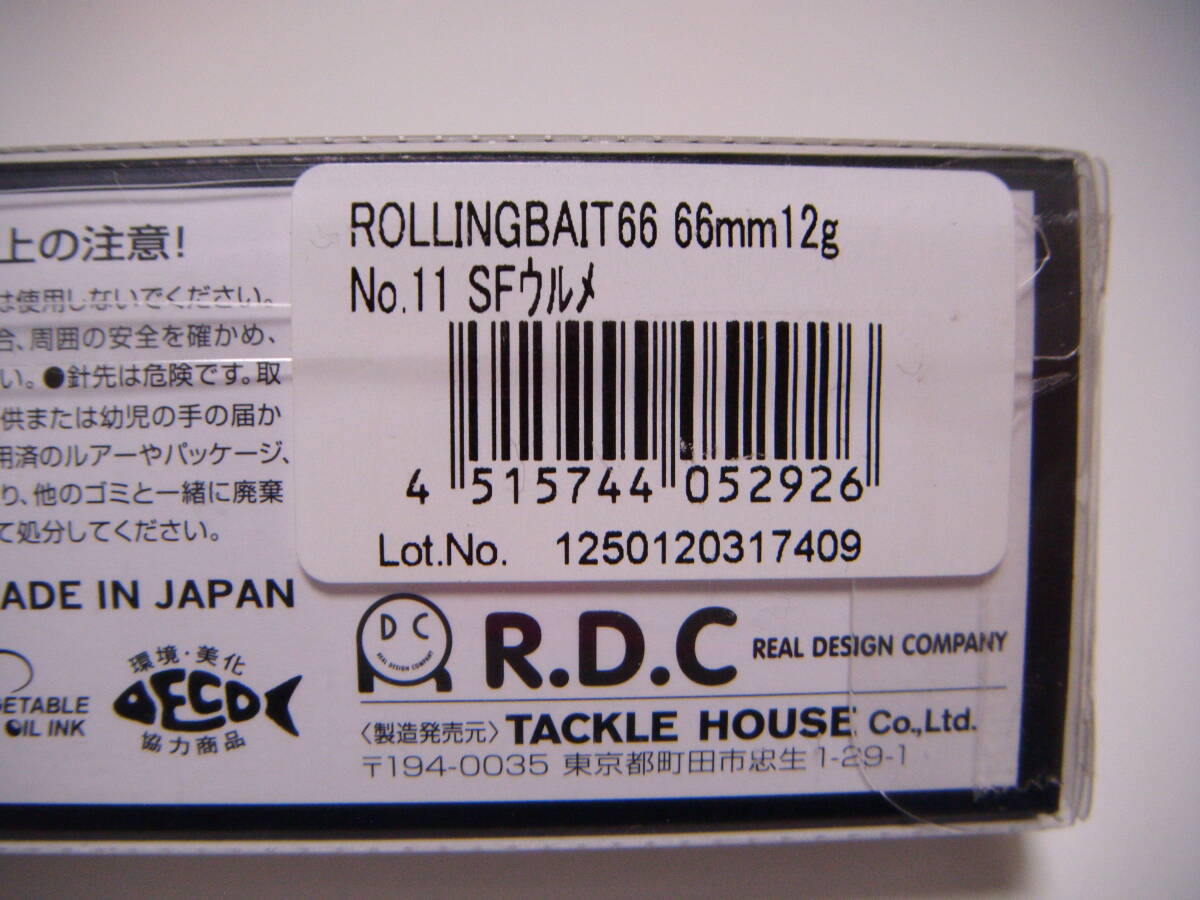 ROLLINGBAIT66 66mm12g
No.11 SFウルメ
4 515744 052926
Lot.No. 1250120317409
上の注意!
は使用しないでください。
合、周囲の安全を確かめ、
い。●針先は危険です。取
供または幼児の手の届か
用済のルアーやパッケージ、
り、他のゴミと一緒に廃棄
て処分してください。
ADE IN JAPAN
GETABLE
OIL INK
環境・美化
ECO
協力商品
D C
REAL DESIGN COMPANY
R.D.C REAL DESIGN COMPANY
〈製造発売元〉TACKLE HOUSE Co.,Ltd.
〒194-0035 東京都町田市忠生1-29-1